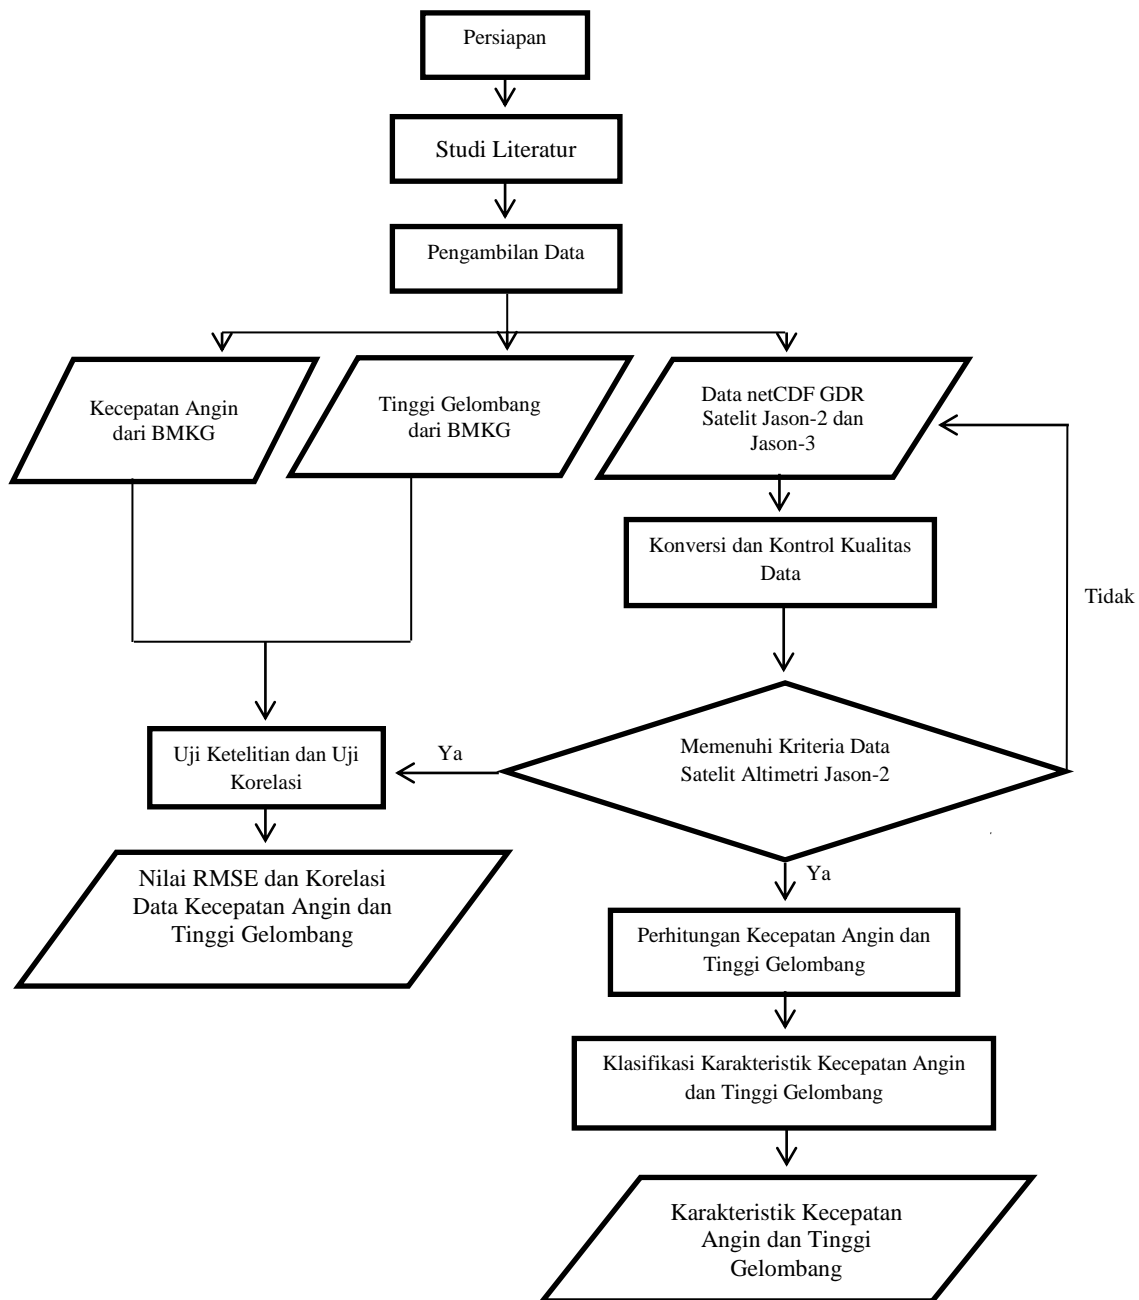 Persiapan
Studi Literatur
Pengambilan Data
Kecepatan Angin
dari BMKG
Tinggi Gelombang
dari BMKG
Data netCDF GDR
Satelit Jason-2 dan
Jason-3
Konversi dan Kontrol Kualitas
Data
Tidak
Memenuhi Kriteria Data
Satelit Altimetri Jason-2
Ya
Uji Ketelitian dan Uji
Korelasi
Nilai RMSE dan Korelasi
Data Kecepatan Angin dan
Tinggi Gelombang
Ya
Perhitungan Kecepatan Angin dan
Tinggi Gelombang
Klasifikasi Karakteristik Kecepatan Angin
dan Tinggi Gelombang
Karakteristik Kecepatan
Angin dan Tinggi
Gelombang